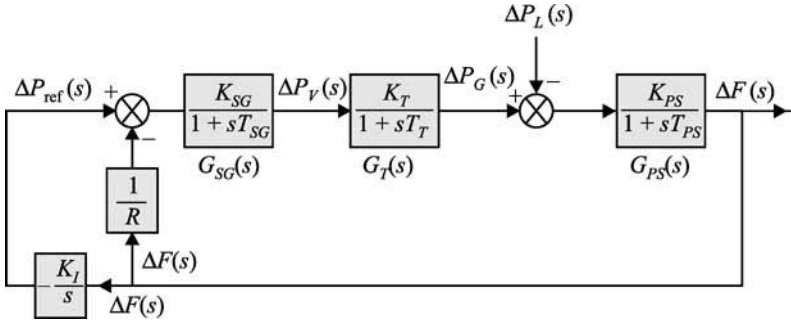 ΔP_L(s)
ΔP_ref(s)
+
−
K_SG
1 + sT_SG
G_SG(s)
ΔP_V(s)
K_T
1 + sT_T
G_T(s)
ΔP_G(s)
+
−
K_PS
1 + sT_PS
G_PS(s)
ΔF(s)
1
R
ΔF(s)
− K_I
s
ΔF(s)